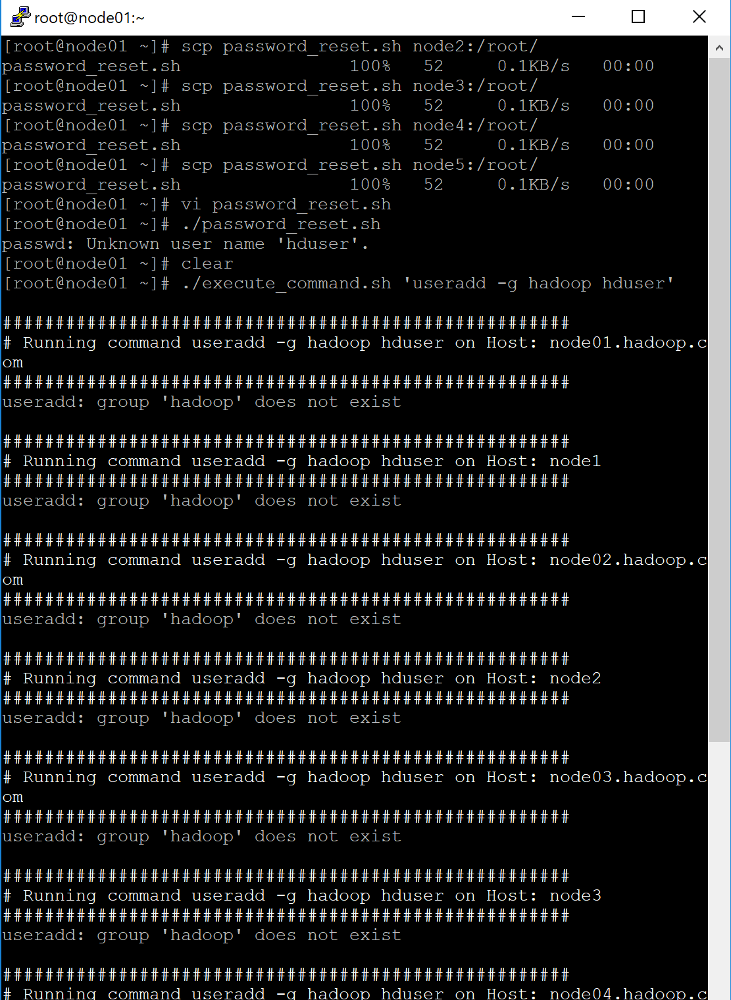 root@node01:~
[root@node01 ~]# scp password_reset.sh node2:/root/
password_reset.sh 100% 52 0.1KB/s 00:00
[root@node01 ~]# scp password_reset.sh node3:/root/
password_reset.sh 100% 52 0.1KB/s 00:00
[root@node01 ~]# scp password_reset.sh node4:/root/
password_reset.sh 100% 52 0.1KB/s 00:00
[root@node01 ~]# scp password_reset.sh node5:/root/
password_reset.sh 100% 52 0.1KB/s 00:00
[root@node01 ~]# vi password_reset.sh
[root@node01 ~]# ./password_reset.sh
passwd: Unknown user name 'hduser'.
[root@node01 ~]# clear
[root@node01 ~]# ./execute_command.sh 'useradd -g hadoop hduser'
######################################################
# Running command useradd -g hadoop hduser on Host: node01.hadoop.c
om
######################################################
useradd: group 'hadoop' does not exist
######################################################
# Running command useradd -g hadoop hduser on Host: node1
######################################################
useradd: group 'hadoop' does not exist
######################################################
# Running command useradd -g hadoop hduser on Host: node02.hadoop.c
om
######################################################
useradd: group 'hadoop' does not exist
######################################################
# Running command useradd -g hadoop hduser on Host: node2
######################################################
useradd: group 'hadoop' does not exist
######################################################
# Running command useradd -g hadoop hduser on Host: node03.hadoop.c
om
######################################################
useradd: group 'hadoop' does not exist
######################################################
# Running command useradd -g hadoop hduser on Host: node3
######################################################
useradd: group 'hadoop' does not exist
######################################################
# Running command useradd -g hadoop hduser on Host: node04.hadoop.c